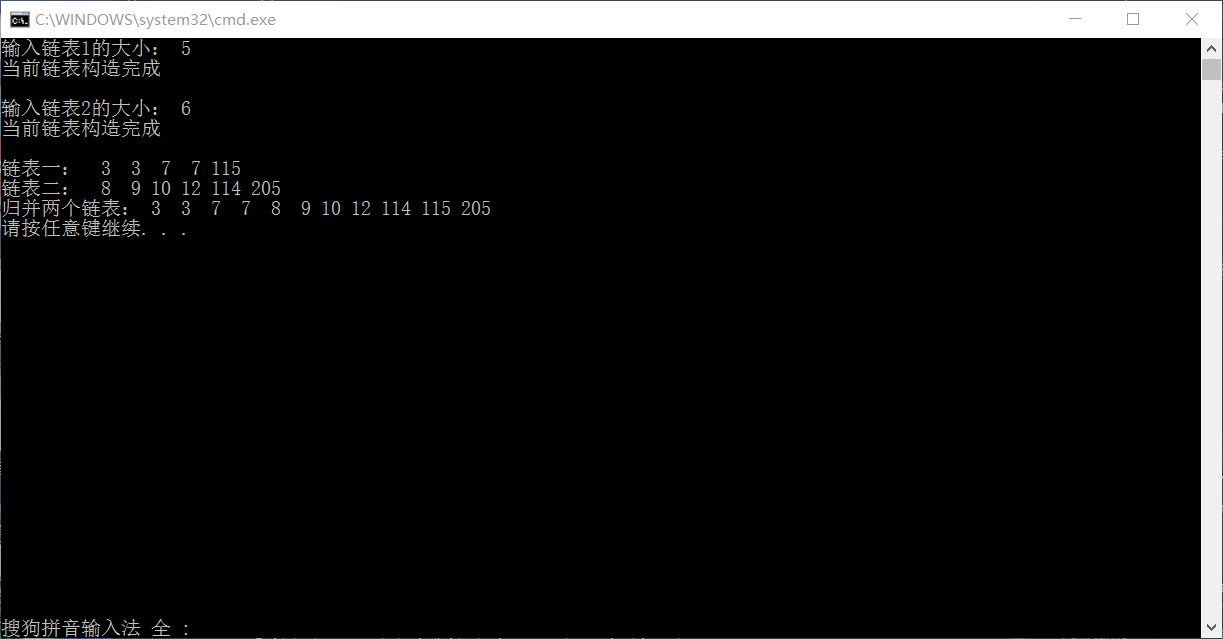 C:\WINDOWS\system32\cmd.exe
输入链表1的大小： 5
当前链表构造完成
输入链表2的大小： 6
当前链表构造完成
链表一：  3  3  7  7 115
链表二：  8  9 10 12 114 205
归并两个链表： 3  3  7  7  8  9 10 12 114 115 205
请按任意键继续. . .
搜狗拼音输入法 全 :